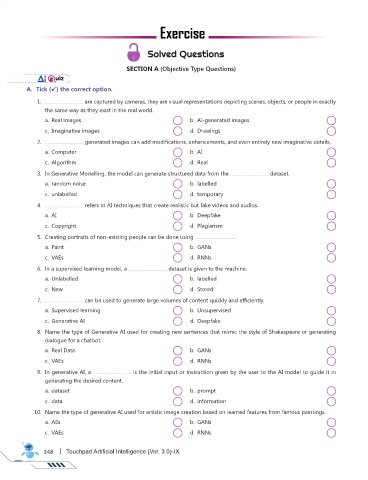 Exercise
Solved Questions
SECTION A (Objective Type Questions)
AI Quiz
A. Tick (✓) the correct option.
1. ........................ are captured by cameras, they are visual representations depicting scenes, objects, or people in exactly
the same way as they exist in the real world.
a. Real images b. AI-generated images
c. Imaginative images d. Drawings
2. ........................ generated images can add modifications, enhancements, and even entirely new imaginative details.
a. Computer b. AI
c. Algorithm d. Real
3. In Generative Modelling, the model can generate structured data from the ........................ dataset.
a. random noise b. labelled
c. unlabelled d. temporary
4. ........................ refers to AI techniques that create realistic but fake videos and audios.
a. AI b. Deepfake
c. Copyright d. Plagiarism
5. Creating portraits of non-existing people can be done using ........................
a. Paint b. GANs
c. VAEs d. RNNs
6. In a supervised learning model, a ........................ dataset is given to the machine.
a. Unlabelled b. labelled
c. New d. Stored
7. ........................ can be used to generate large volumes of content quickly and efficiently.
a. Supervised learning b. Unsupervised
c. Generative AI d. Deepfake
8. Name the type of Generative AI used for creating new sentences that mimic the style of Shakespeare or generating
dialogue for a chatbot.
a. Real Data b. GANs
c. VAEs d. RNNs
9. In generative AI, a ........................ is the initial input or instruction given by the user to the AI model to guide it in
generating the desired content.
a. dataset b. prompt
c. data d. information
10. Name the type of generative AI used for artistic image creation based on learned features from famous paintings.
a. AEs b. GANs
c. VAEs d. RNNs
348 | Touchpad Artificial Intelligence (Ver. 3.0)-IX